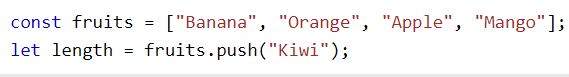 const fruits = ["Banana", "Orange", "Apple", "Mango"];
let length = fruits.push("Kiwi");